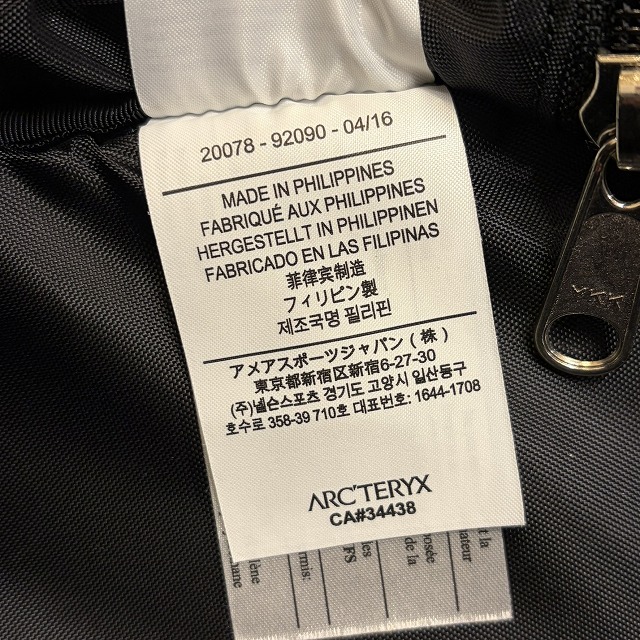 20078 - 92090 - 04/16
MADE IN PHILIPPINES
FABRIQUÉ AUX PHILIPPINES
HERGESTELLT IN PHILIPPINEN
FABRICADO EN LAS FILIPINAS
菲律宾制造
フィリピン製
제조국명 필리핀
アメアスポーツジャパン(株)
東京都新宿区新宿6-27-30
(주)넬슨스포츠 경기도 고양시 일산동구
호수로 358-39 710호 대표번호: 1644-1708
ARC'TERYX
CA#34438
YKK